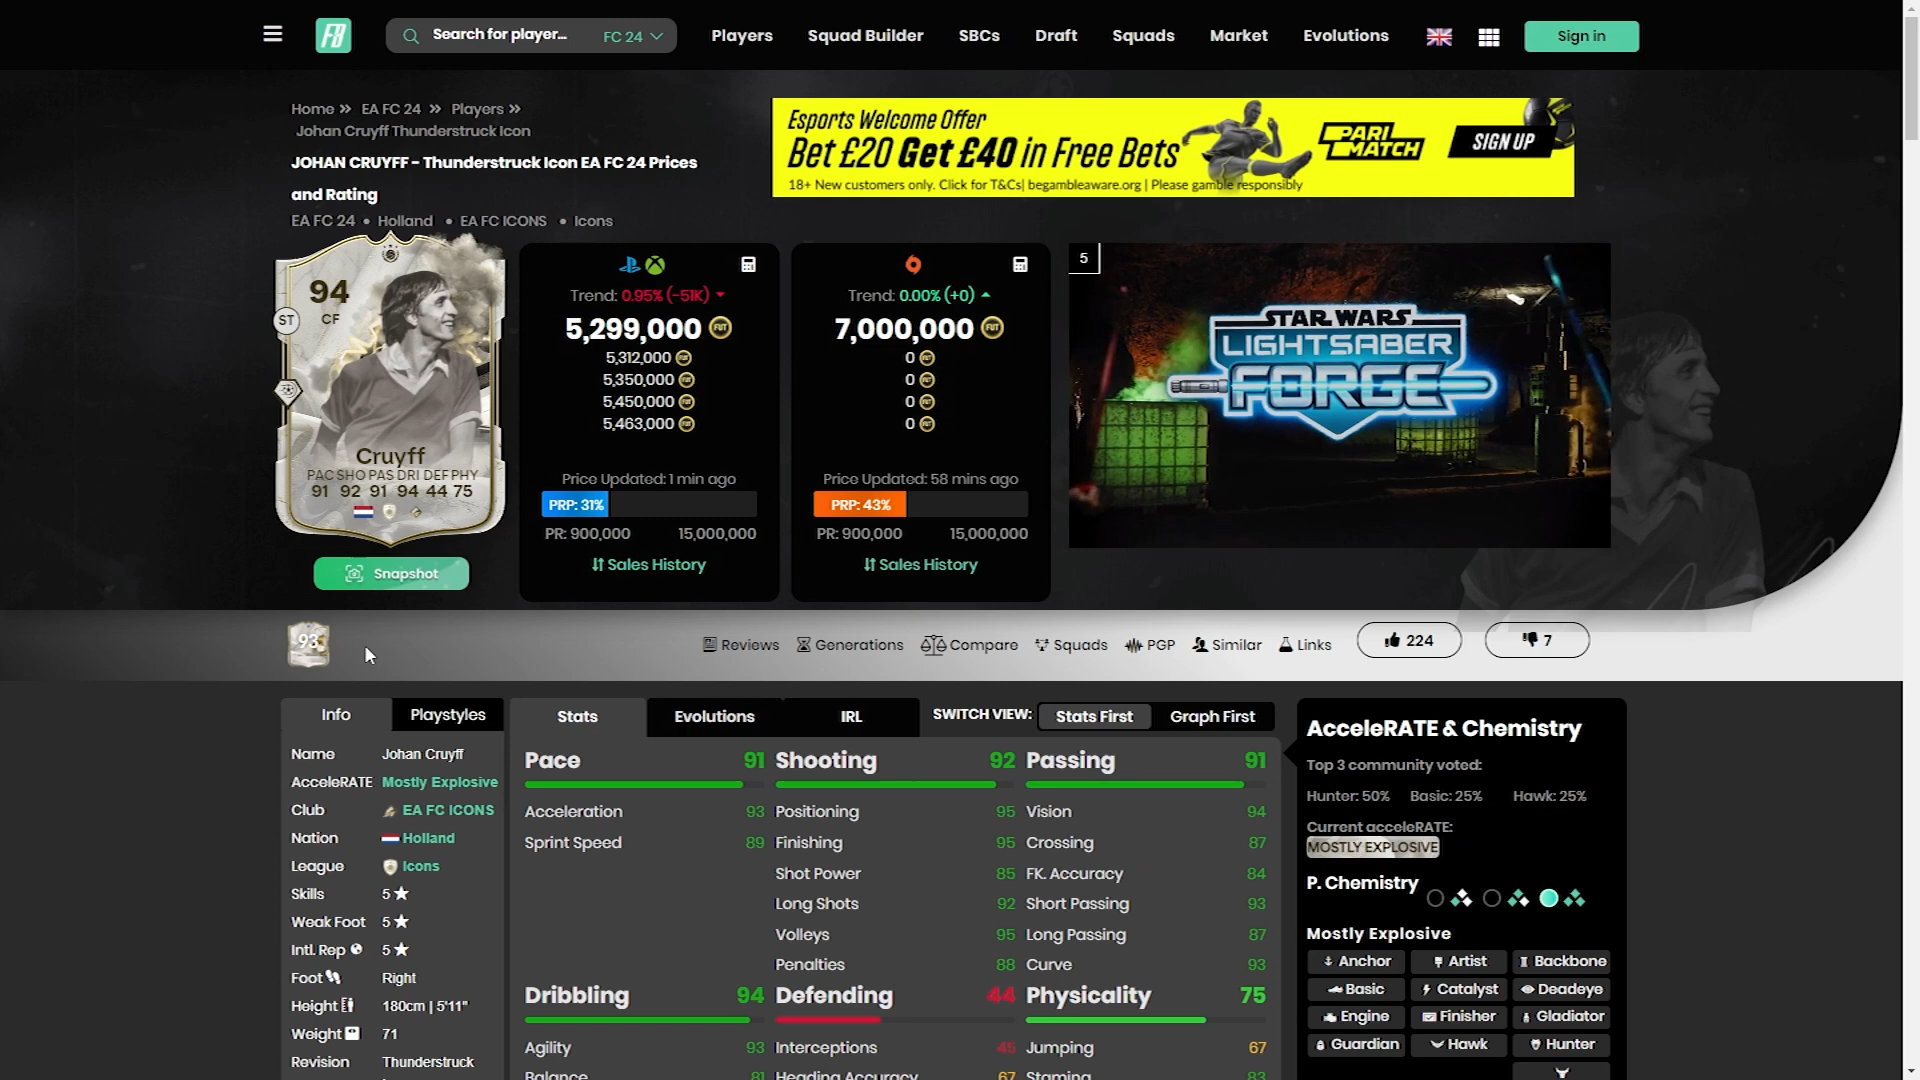 F8
Search for player...
FC 24
Players
Squad Builder
SBCs
Draft
Squads
Market
Evolutions
Sign in
Home » EA FC 24 » Players »
Johan Cruyff Thunderstruck Icon
JOHAN CRUYFF - Thunderstruck Icon EA FC 24 Prices
and Rating
EA FC 24 • Holland • EA FC ICONS • Icons
Esports Welcome Offer
Bet £20 Get £40 in Free Bets
18+ New customers only. Click for T&Cs| begambleaware.org | Please gamble responsibly
PARI
MATCH
SIGN UP
94
CF
ST
Cruyff
PAC SHO PAS DRI DEF PHY
91 92 91 94 44 75
Snapshot
Trend: 0.95% (-51K)
5,299,000
5,312,000
5,350,000
5,450,000
5,463,000
Price Updated: 1 min ago
PRP: 31%
PR: 900,000 15,000,000
Sales History
Trend: 0.00% (+0)
7,000,000
0
0
0
0
Price Updated: 58 mins ago
PRP: 43%
PR: 900,000 15,000,000
Sales History
5
STAR WARS
LIGHTSABER
FORGE
93
Reviews
Generations
Compare
Squads
PGP
Similar
Links
224
7
Info
Playstyles
Name Johan Cruyff
AcceleRATE Mostly Explosive
Club EA FC ICONS
Nation Holland
League Icons
Skills 5
Weak Foot 5
Intl. Rep 5
Foot Right
Height 180cm | 5'11"
Weight 71
Revision Thunderstruck
Stats
Evolutions
IRL
SWITCH VIEW:
Stats First
Graph First
Pace 91
Acceleration 93
Sprint Speed 89
Shooting 92
Positioning 95
Finishing 95
Shot Power 85
Long Shots 92
Volleys 95
Penalties 88
Passing 91
Vision 94
Crossing 87
FK. Accuracy 84
Short Passing 93
Long Passing 87
Curve 93
Dribbling 94
Agility 93
Balance 81
Defending 44
Interceptions 45
Heading Accuracy 67
Physicality 75
Jumping 67
Stamina 83
AcceleRATE & Chemistry
Top 3 community voted:
Hunter: 50% Basic: 25% Hawk: 25%
Current acceleRATE:
MOSTLY EXPLOSIVE
P. Chemistry
Mostly Explosive
Anchor Artist Backbone
Basic Catalyst Deadeye
Engine Finisher Gladiator
Guardian Hawk Hunter